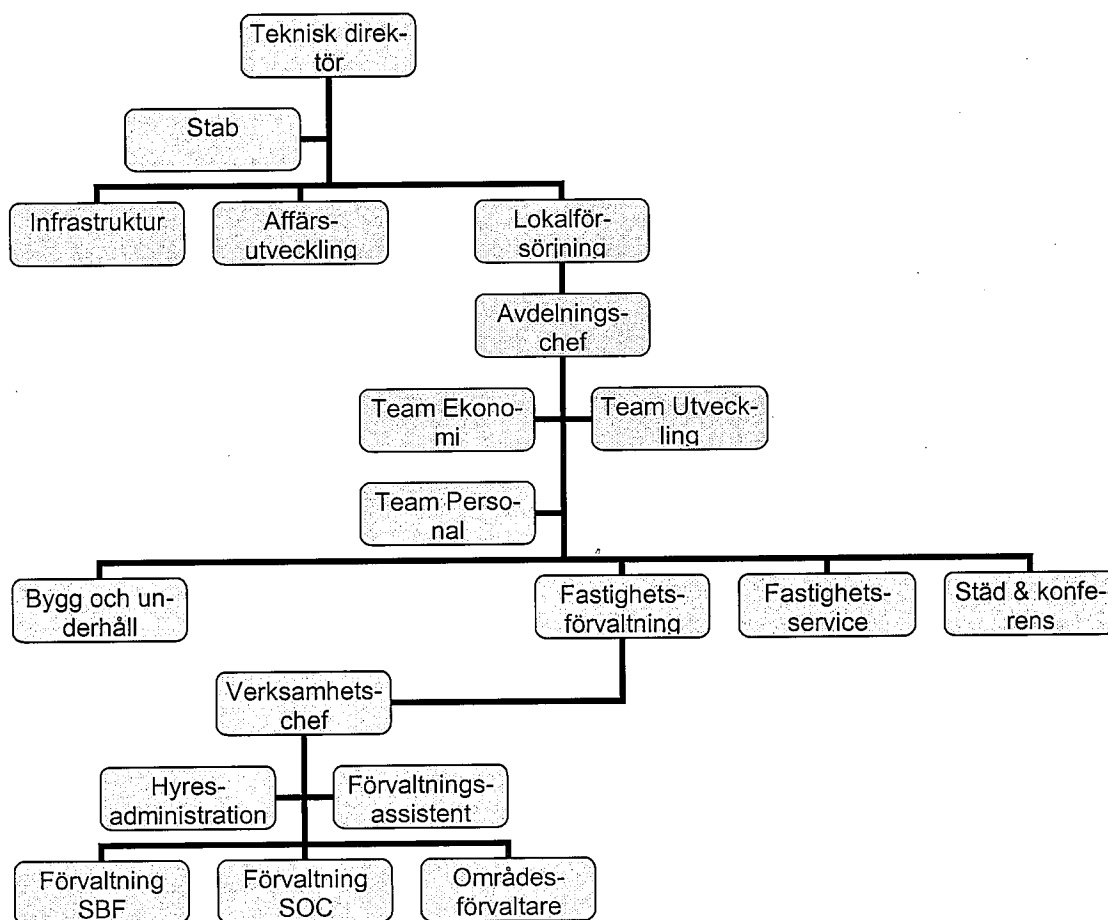 Teknisk direk-
tör
Stab
Infrastruktur
Affärs-
utveckling
Lokalför-
sörjning
Avdelnings-
chef
Team Ekono-
mi
Team Utveck-
ling
Team Perso-
nal
Bygg och un-
derhåll
Fastighets-
förvaltning
Fastighets-
service
Städ & konfe-
rens
Verksamhets-
chef
Hyres-
administration
Förvaltnings-
assistent
Förvaltning
SBF
Förvaltning
SOC
Områdes-
förvaltare